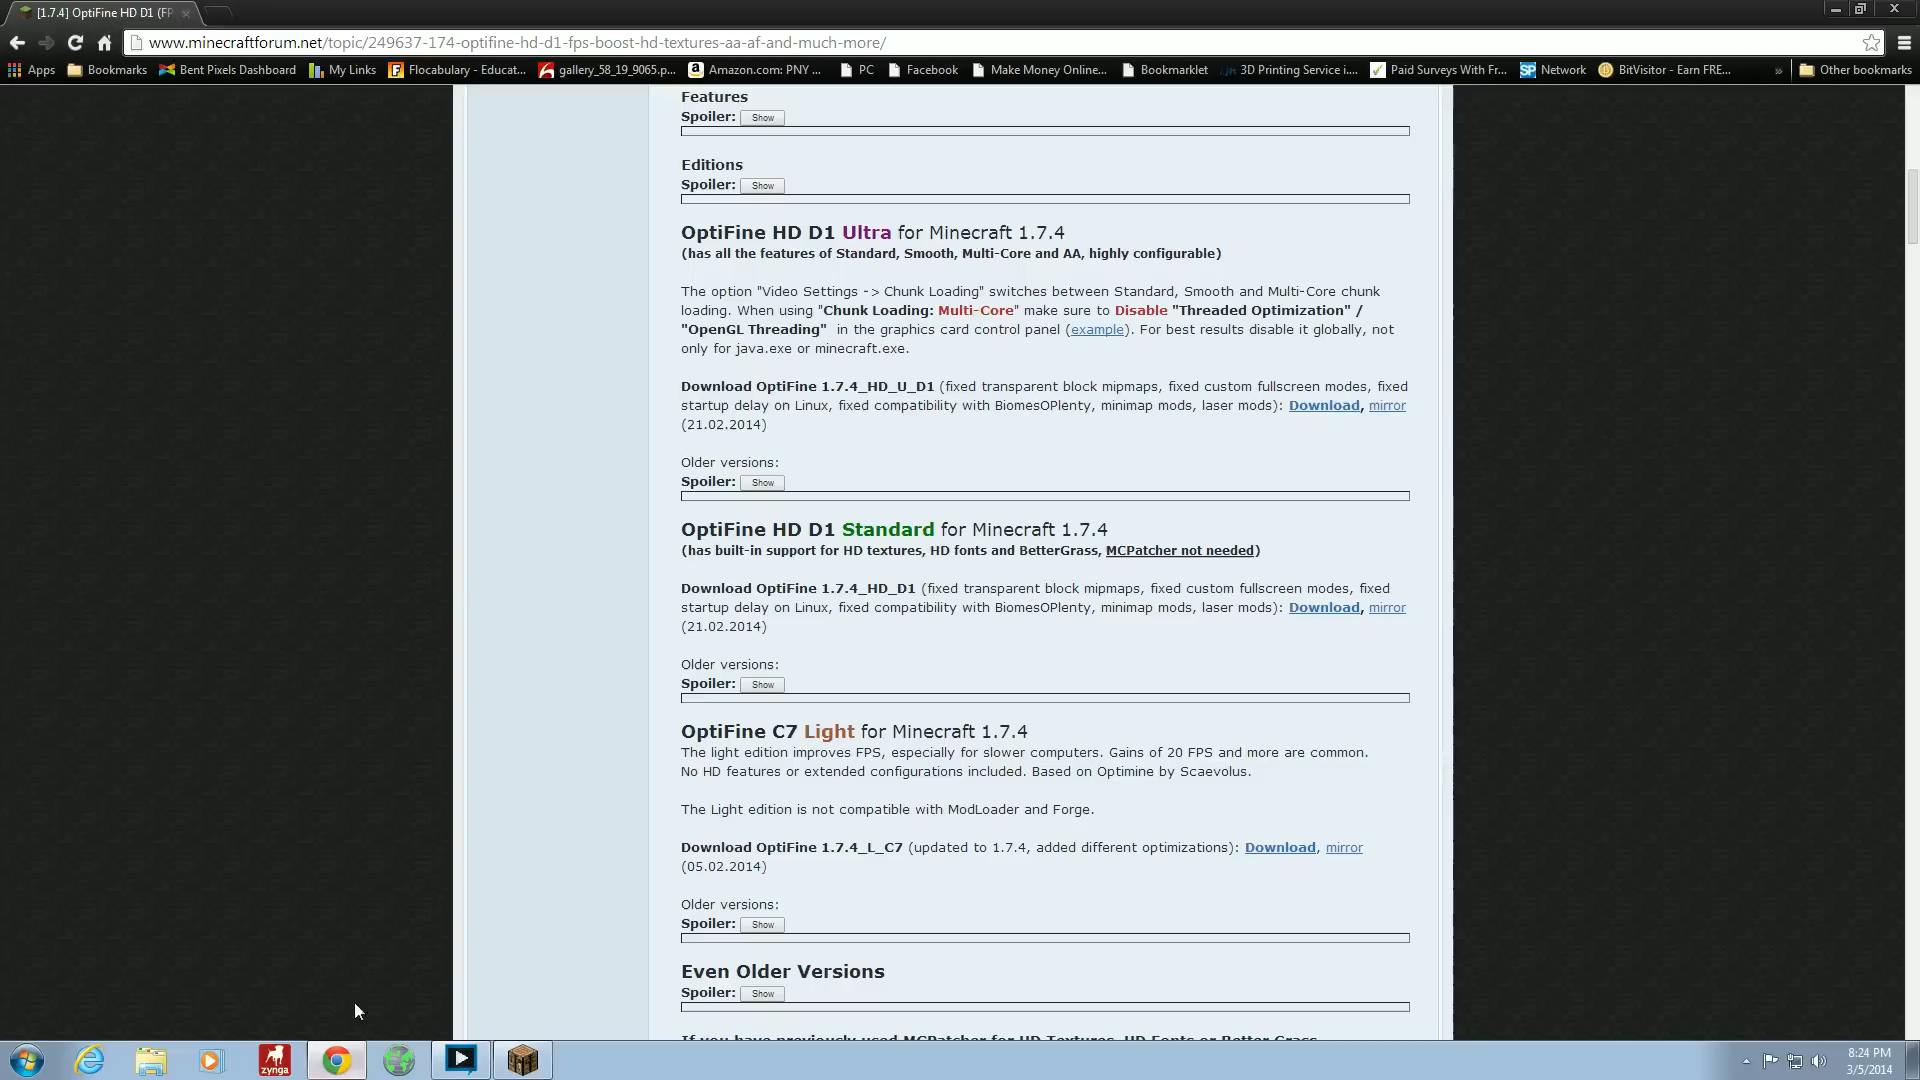 [1.7.4] OptiFine HD D1 (FP
www.minecraftforum.net/topic/249637-174-optifine-hd-d1-fps-boost-hd-textures-aa-af-and-much-more/
Apps Bookmarks Bent Pixels Dashboard My Links Flocabulary - Educat... gallery_58_19_9065.p... Amazon.com: PNY ... PC Facebook Make Money Online... Bookmarklet 3D Printing Service i... Paid Surveys With Fr... SP Network BitVisitor - Earn FRE... » Other bookmarks
Features
Spoiler: Show
Editions
Spoiler: Show
OptiFine HD D1 Ultra for Minecraft 1.7.4
(has all the features of Standard, Smooth, Multi-Core and AA, highly configurable)
The option "Video Settings -> Chunk Loading" switches between Standard, Smooth and Multi-Core chunk
loading. When using "Chunk Loading: Multi-Core" make sure to Disable "Threaded Optimization" /
"OpenGL Threading" in the graphics card control panel (example). For best results disable it globally, not
only for java.exe or minecraft.exe.
Download OptiFine 1.7.4_HD_U_D1 (fixed transparent block mipmaps, fixed custom fullscreen modes, fixed
startup delay on Linux, fixed compatibility with BiomesOPlenty, minimap mods, laser mods): Download, mirror
(21.02.2014)
Older versions:
Spoiler: Show
OptiFine HD D1 Standard for Minecraft 1.7.4
(has built-in support for HD textures, HD fonts and BetterGrass, MCPatcher not needed)
Download OptiFine 1.7.4_HD_D1 (fixed transparent block mipmaps, fixed custom fullscreen modes, fixed
startup delay on Linux, fixed compatibility with BiomesOPlenty, minimap mods, laser mods): Download, mirror
(21.02.2014)
Older versions:
Spoiler: Show
OptiFine C7 Light for Minecraft 1.7.4
The light edition improves FPS, especially for slower computers. Gains of 20 FPS and more are common.
No HD features or extended configurations included. Based on Optimine by Scaevolus.
The Light edition is not compatible with ModLoader and Forge.
Download OptiFine 1.7.4_L_C7 (updated to 1.7.4, added different optimizations): Download, mirror
(05.02.2014)
Older versions:
Spoiler: Show
Even Older Versions
Spoiler: Show
If you have previously used MCPatcher for HD Textures, HD Fonts or Better Grass
zynga
8:24 PM
3/5/2014